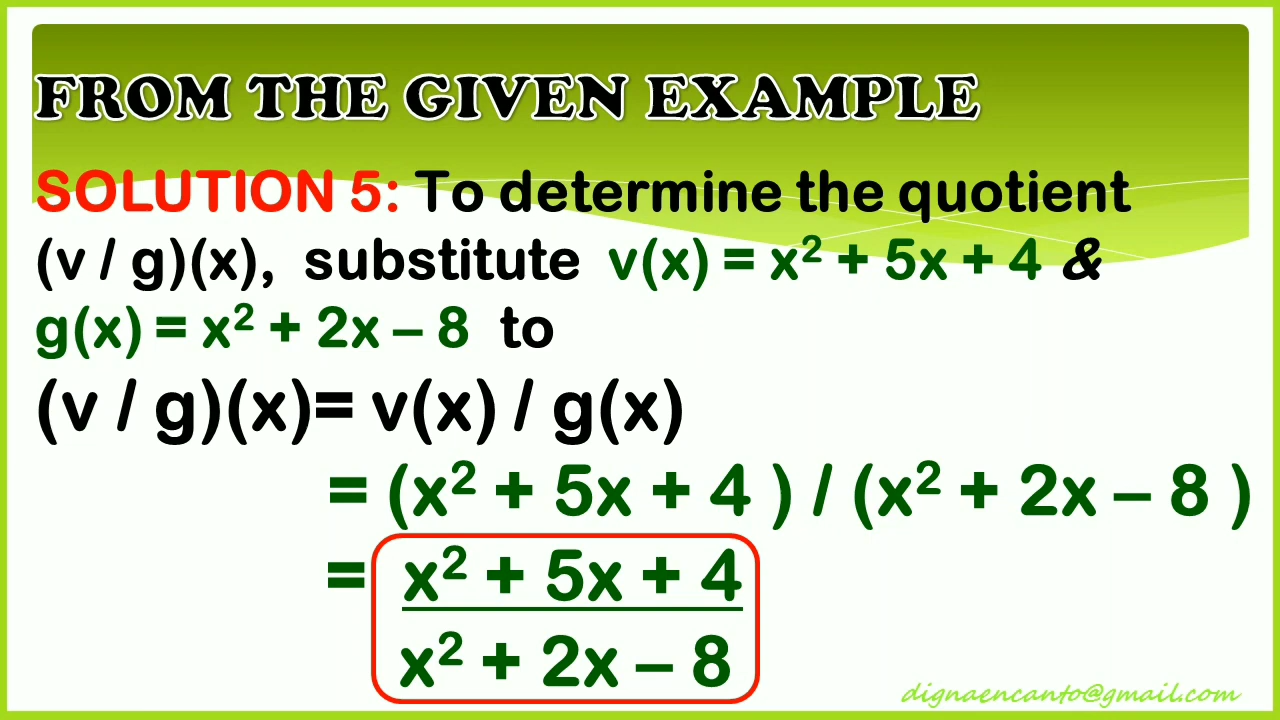 FROM THE GIVEN EXAMPLE
SOLUTION 5: To determine the quotient
(v / g)(x), substitute v(x) = x² + 5x + 4 &
g(x) = x² + 2x – 8 to
(v / g)(x)= v(x) / g(x)
= (x² + 5x + 4 ) / (x² + 2x – 8 )
= x² + 5x + 4
x² + 2x – 8
dignaencanto@gmail.com